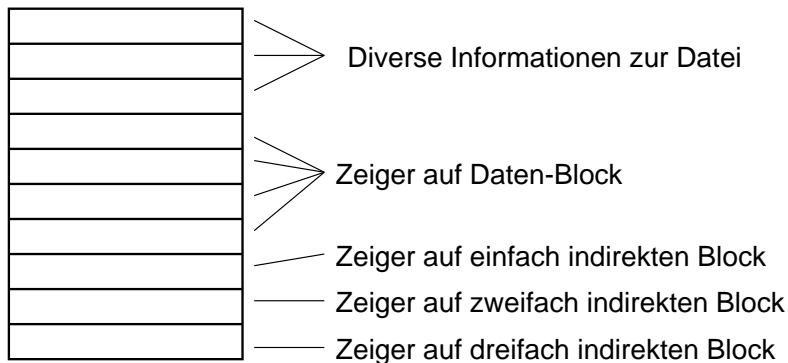 Diverse Informationen zur Datei
Zeiger auf Daten-Block
Zeiger auf einfach indirekten Block
Zeiger auf zweifach indirekten Block
Zeiger auf dreifach indirekten Block